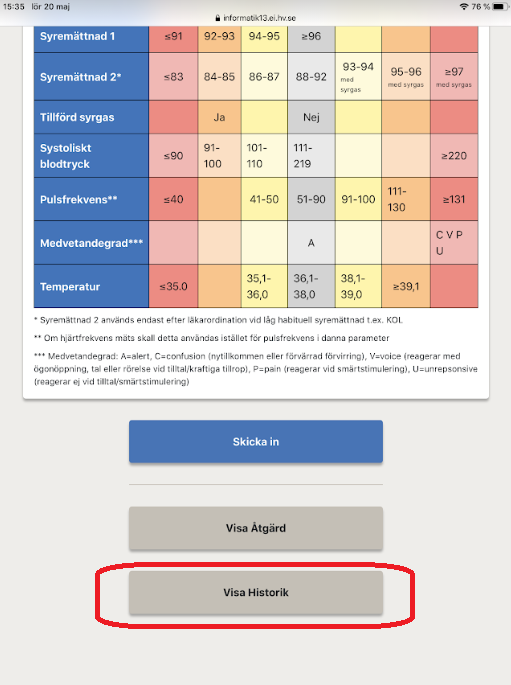 15:35 lör 20 maj
76 %
informatik13.ei.hv.se
Syremättnad 1 ≤91 92-93 94-95 ≥96
Syremättnad 2* ≤83 84-85 86-87 88-92 93-94 med syrgas 95-96 med syrgas ≥97 med syrgas
Tillförd syrgas Ja Nej
Systoliskt blodtryck ≤90 91-100 101-110 111-219 ≥220
Pulsfrekvens** ≤40 41-50 51-90 91-100 111-130 ≥131
Medvetandegrad*** A C V P U
Temperatur ≤35.0 35,1-36,0 36,1-38,0 38,1-39,0 ≥39,1
* Syremättnad 2 används endast efter läkarordination vid låg habituell syremättnad t.ex. KOL
** Om hjärtfrekvens mäts skall detta användas istället för pulsfrekvens i danna parameter
*** Medvetandegrad: A=alert, C=confusion (nytillkommen eller förvärrad förvirring), V=voice (reagerar med
ögonöppning, tal eller rörelse vid tilltal/kraftiga tillrop), P=pain (reagerar vid smärtstimulering), U=unrepsonsive
(reagerar ej vid tilltal/smärtstimulering)
Skicka in
Visa Åtgärd
Visa Historik